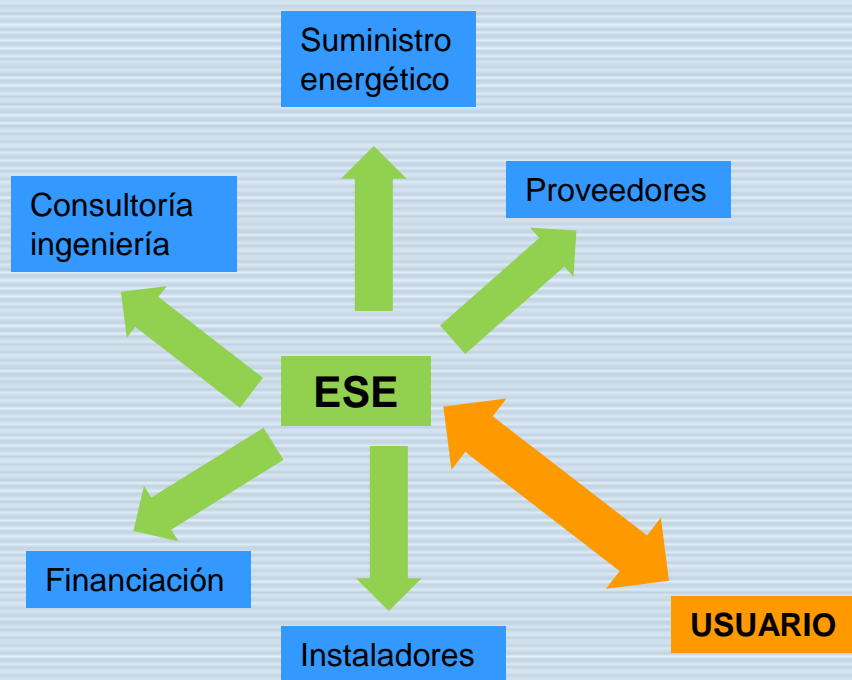 Suministro
energético
Proveedores
Consultoría
ingeniería
ESE
Financiación
USUARIO
Instaladores